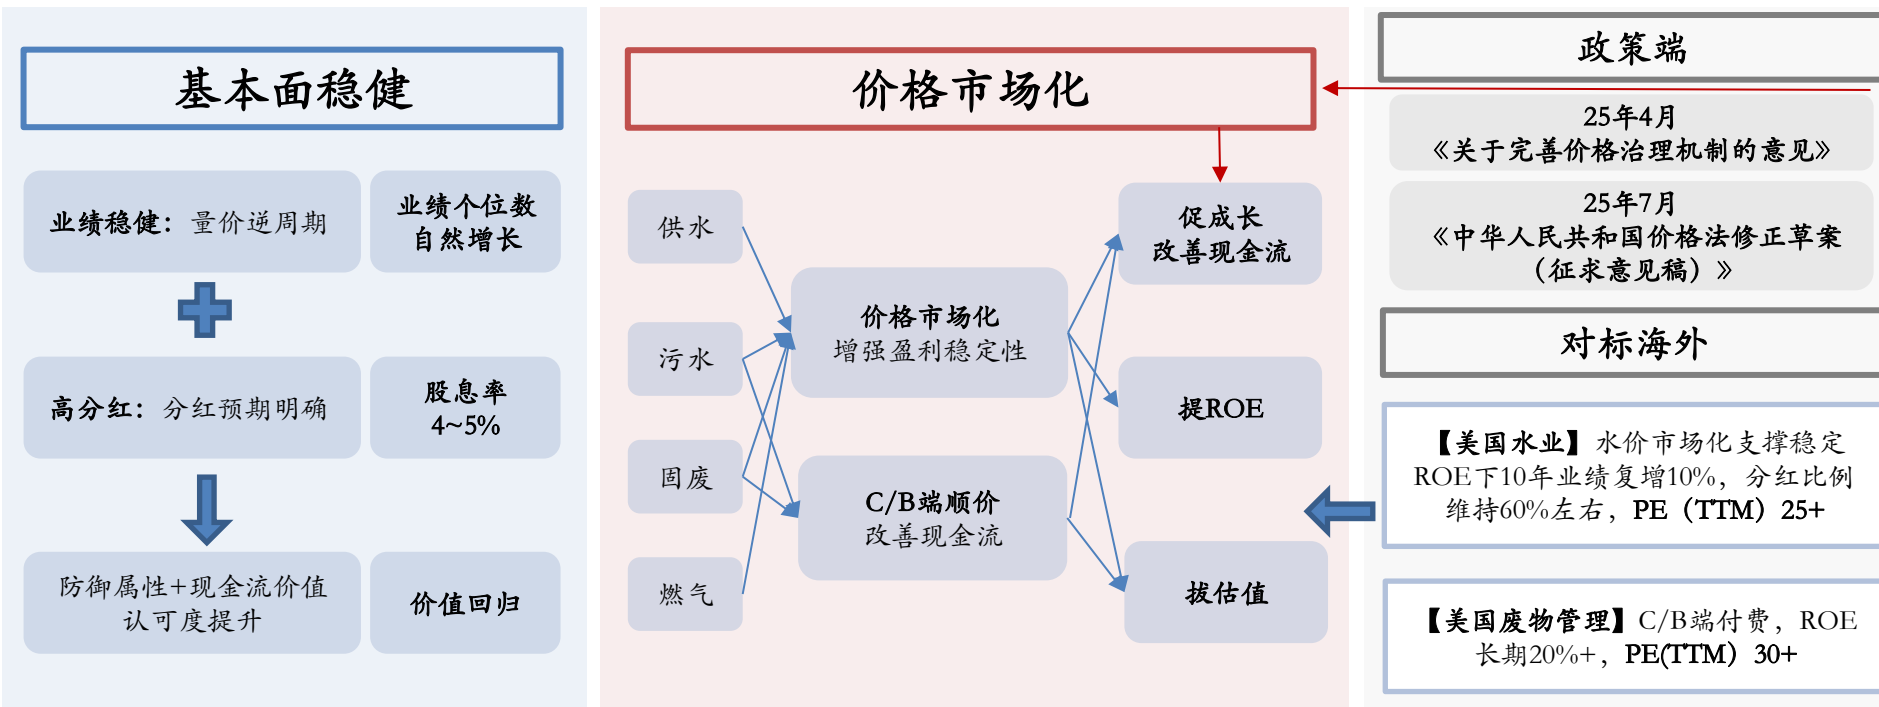 基本面稳健
业绩稳健：量价逆周期
业绩个位数
自然增长
高分红：分红预期明确
股息率
4~5%
防御属性+现金流价值
认可度提升
价值回归
价格市场化
供水
污水
固废
燃气
价格市场化
增强盈利稳定性
C/B端顺价
改善现金流
促成长
改善现金流
提ROE
拔估值
政策端
25年4月
《关于完善价格治理机制的意见》
25年7月
《中华人民共和国价格法修正草案
（征求意见稿）》
对标海外
【美国水业】水价市场化支撑稳定
ROE下10年业绩复增10%，分红比例
维持60%左右，PE（TTM）25+
【美国废物管理】C/B端付费，ROE
长期20%+，PE(TTM）30+